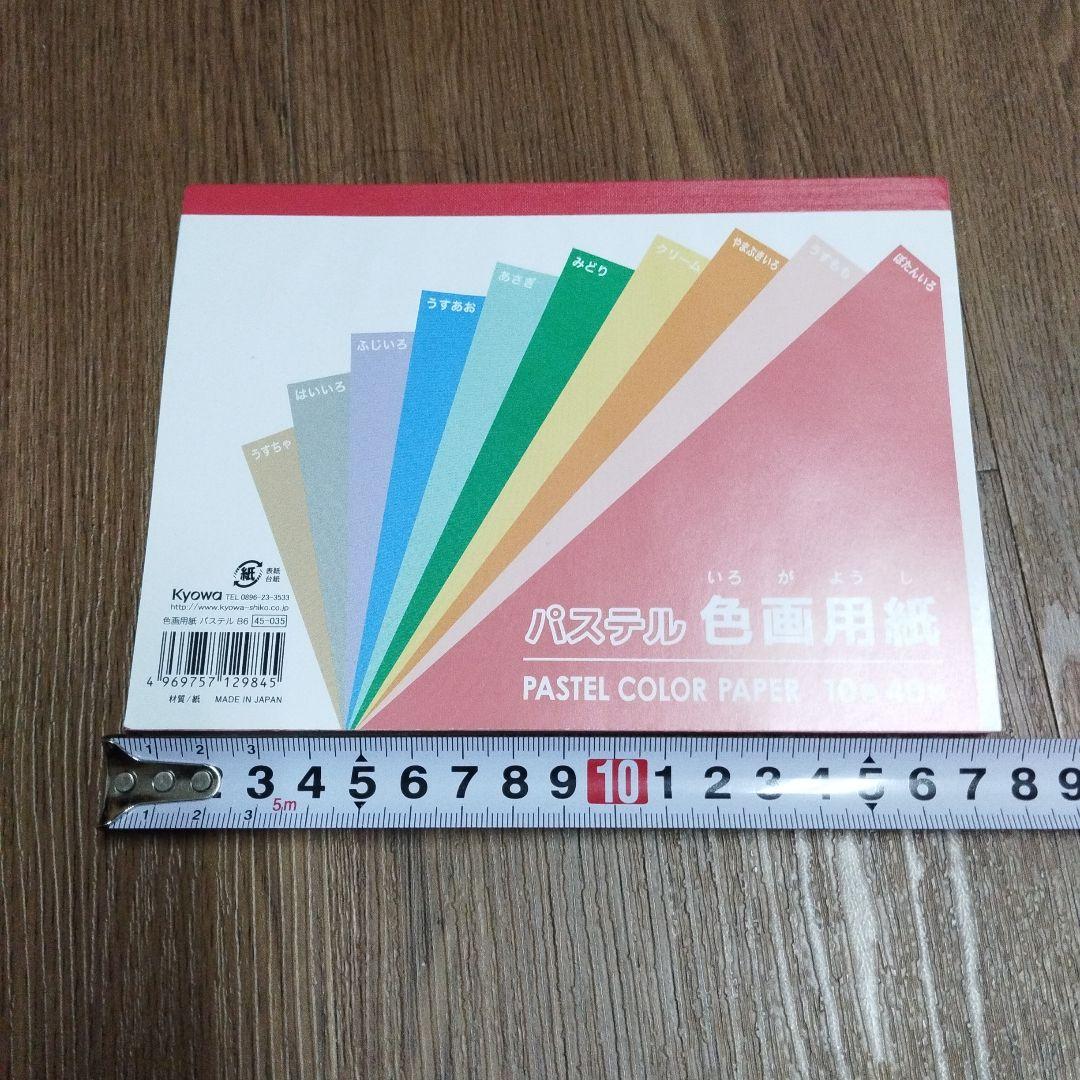 ぼたんいろ
うすもも
やまぶきいろ
クリーム
みどり
あさぎ
うすあお
ふじいろ
はいいろ
うすちゃ
紙 表紙
台紙
Kyowa TEL 0896-23-3533
http://www.kyowa-shiko.co.jp
色画用紙 パステル B6 45-035
4 969757 129845
材質/紙 MADE IN JAPAN
いろ が よう し
パステル 色画用紙
PASTEL COLOR PAPER 10
1 2 3
3 4 5 6 7 8 9 10 1 2 3 4 5 6 7 8 9
5m
1 2 3